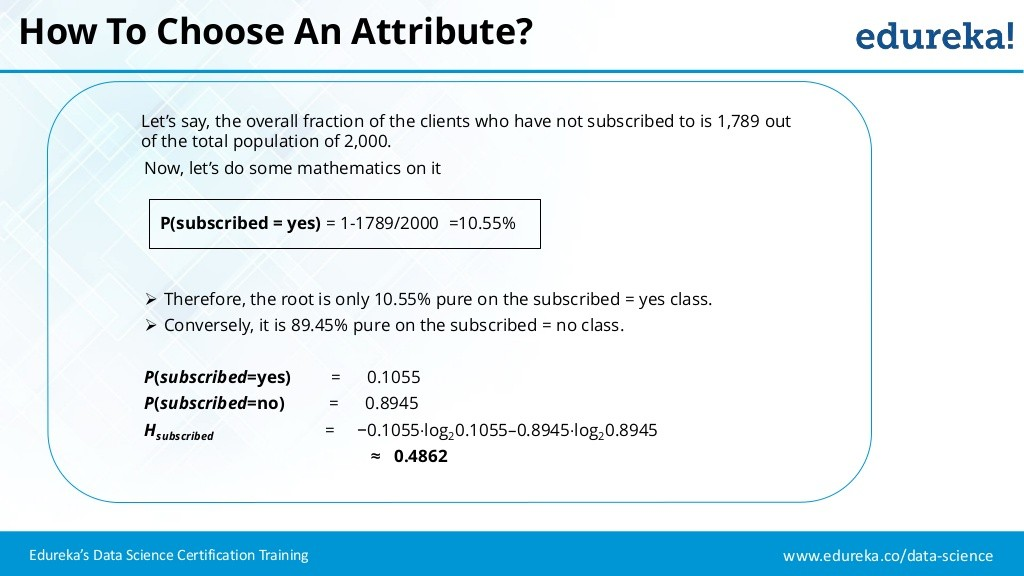 How To Choose An Attribute?
edureka!
Let's say, the overall fraction of the clients who have not subscribed to is 1,789 out
of the total population of 2,000.
Now, let's do some mathematics on it
P(subscribed = yes) = 1-1789/2000 =10.55%
➢ Therefore, the root is only 10.55% pure on the subscribed = yes class.
➢ Conversely, it is 89.45% pure on the subscribed = no class.
P(subscribed=yes) = 0.1055
P(subscribed=no) = 0.8945
Hsubscribed = −0.1055·log₂0.1055–0.8945·log₂0.8945
≈ 0.4862
Edureka's Data Science Certification Training
www.edureka.co/data-science